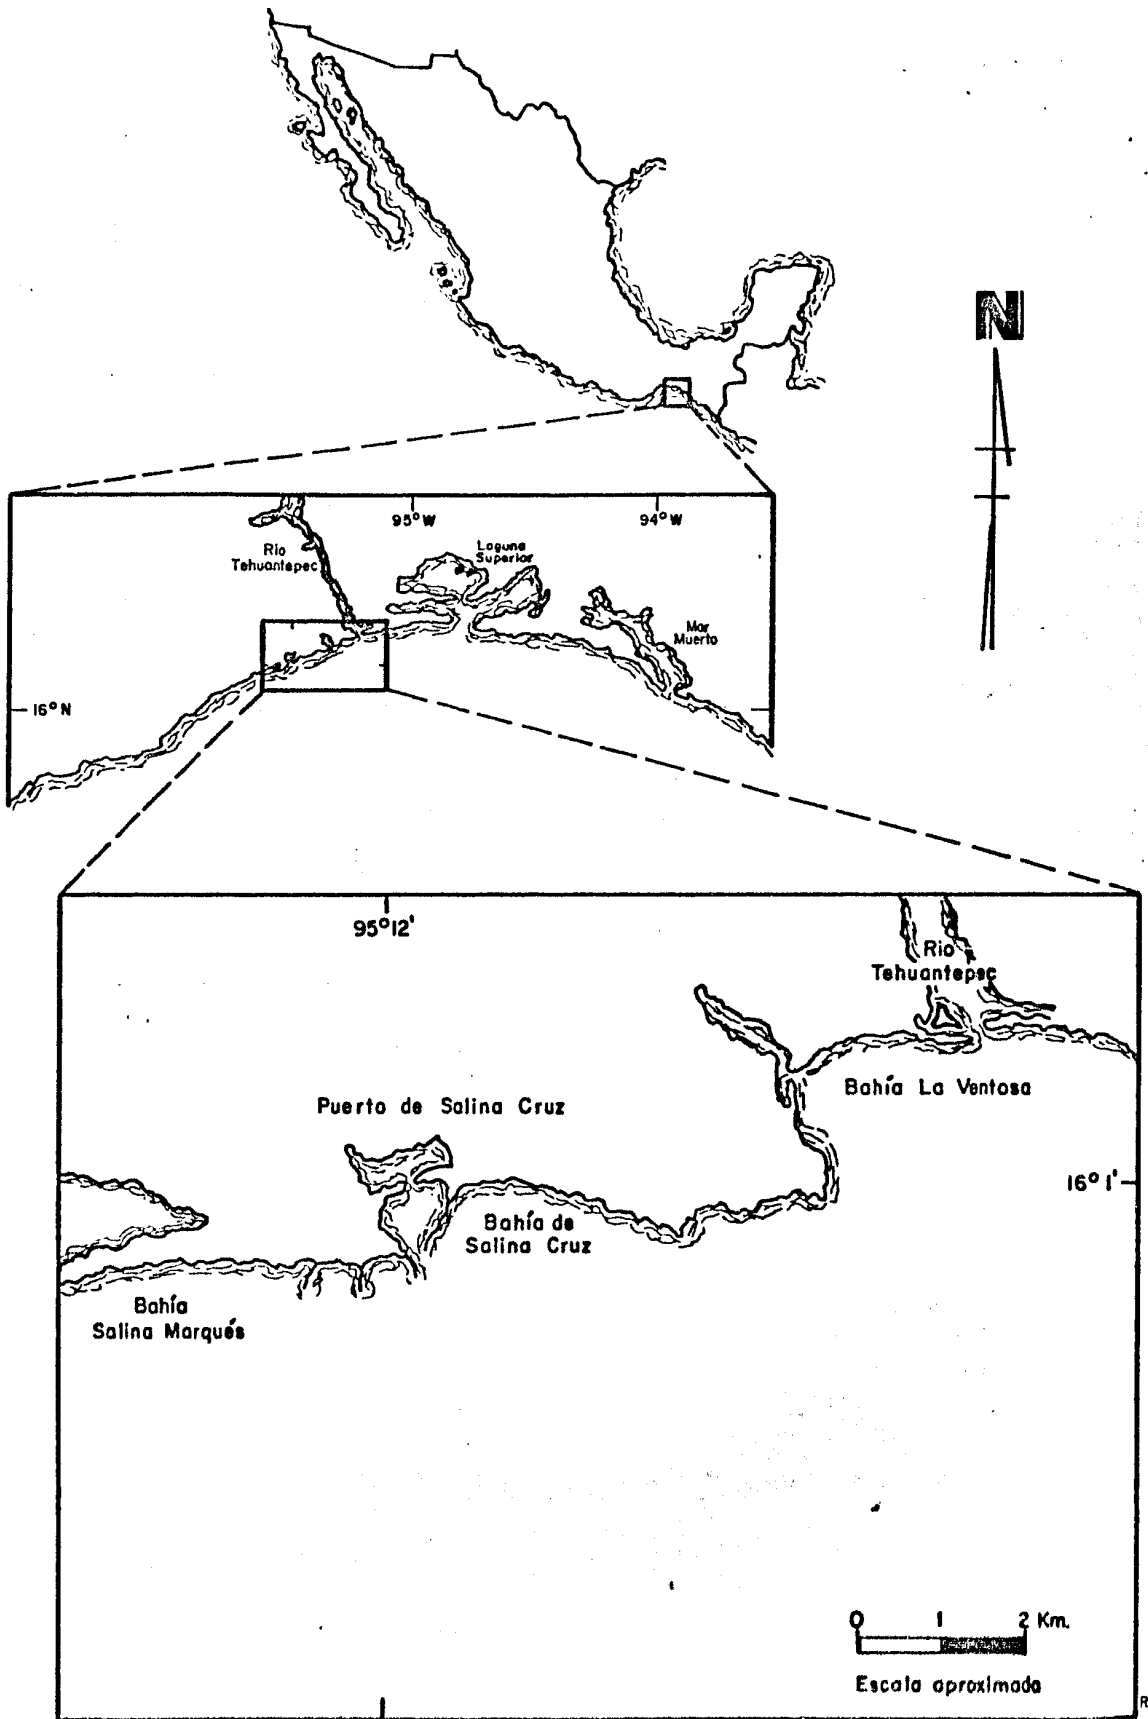 N
95°W
94°W
Río
Tehuantepec
Laguna
Superior
Mar
Muerto
16°N
95°12'
Rio
Tehuantepec
Bahía La Ventosa
Puerto de Salina Cruz
16°1'
Bahía de
Salina Cruz
Bahía
Salina Marqués
0 1 2 Km.
Escala aproximada
R